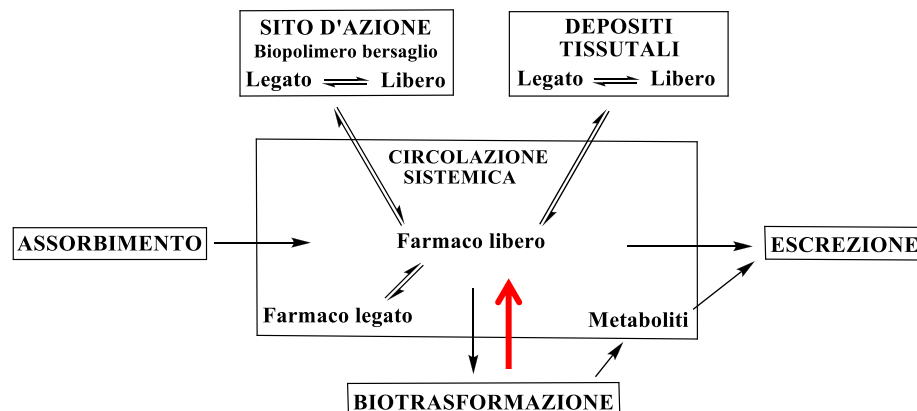 SITO D'AZIONE
Biopolimero bersaglio
Legato Libero
DEPOSITI
TISSUTALI
Legato Libero
CIRCOLAZIONE
SISTEMICA
ASSORBIMENTO
Farmaco libero
ESCREZIONE
Farmaco legato
Metaboliti
BIOTRASFORMAZIONE